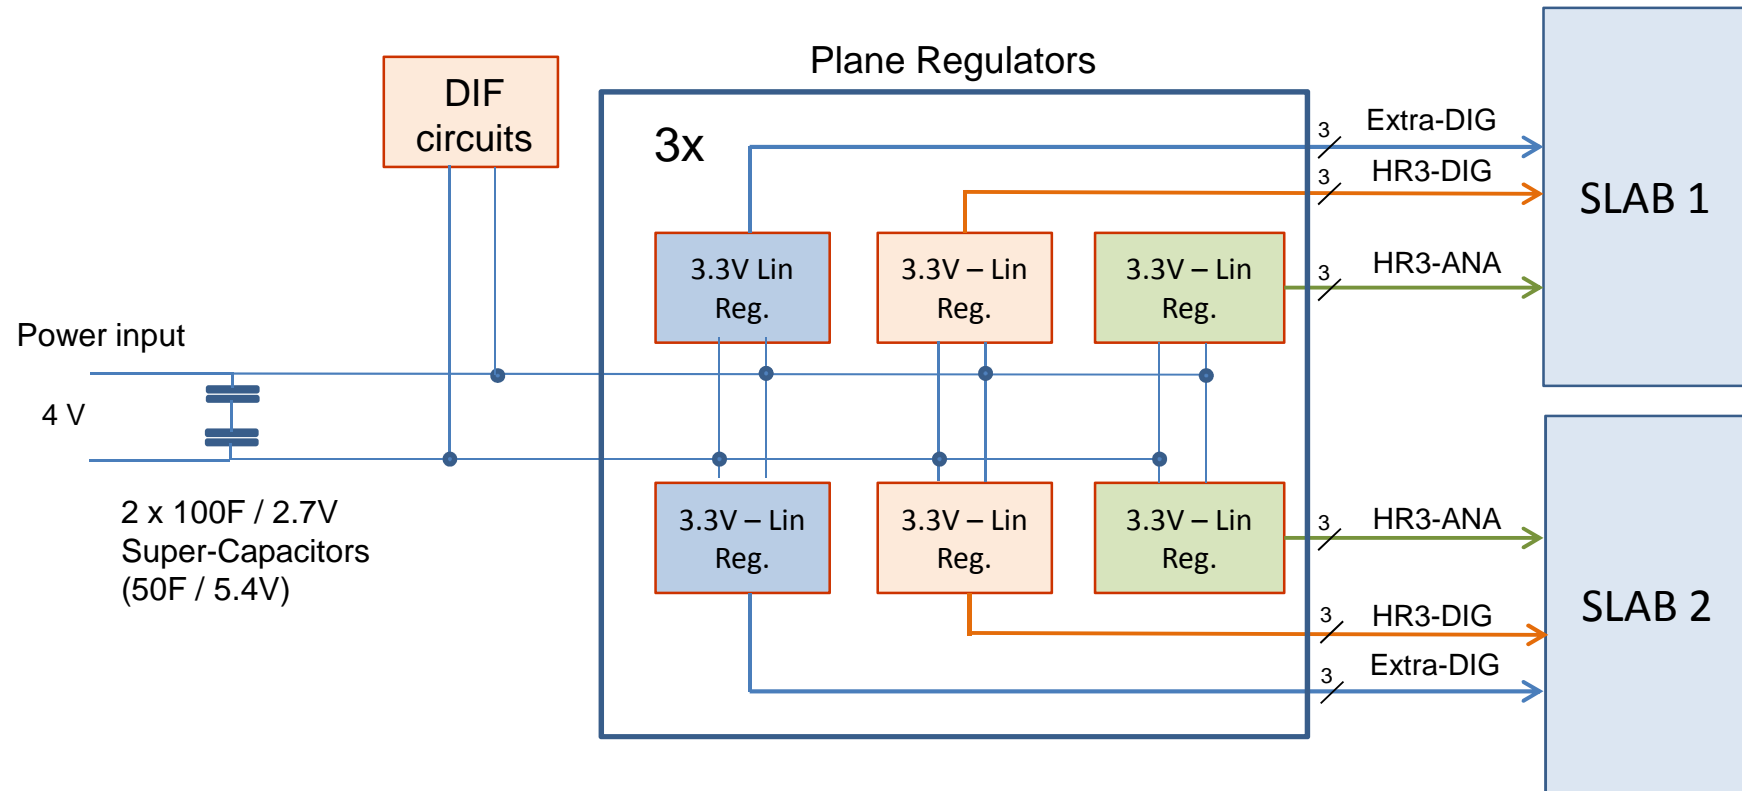 Plane Regulators
DIF
circuits
3x
3 Extra-DIG
3 HR3-DIG
SLAB 1
3.3V Lin
Reg.
3.3V – Lin
Reg.
3.3V – Lin
Reg.
3 HR3-ANA
Power input
4 V
2 x 100F / 2.7V
Super-Capacitors
(50F / 5.4V)
3.3V – Lin
Reg.
3.3V – Lin
Reg.
3.3V – Lin
Reg.
3 HR3-ANA
3 HR3-DIG
3 Extra-DIG
SLAB 2